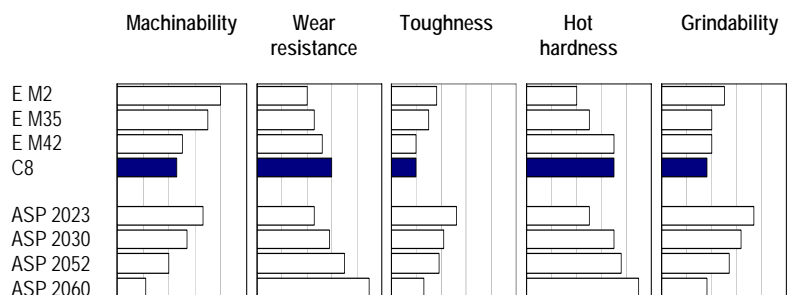 Machinability
Wear
resistance
Toughness
Hot
hardness
Grindability
E M2
E M35
E M42
C8
ASP 2023
ASP 2030
ASP 2052
ASP 2060